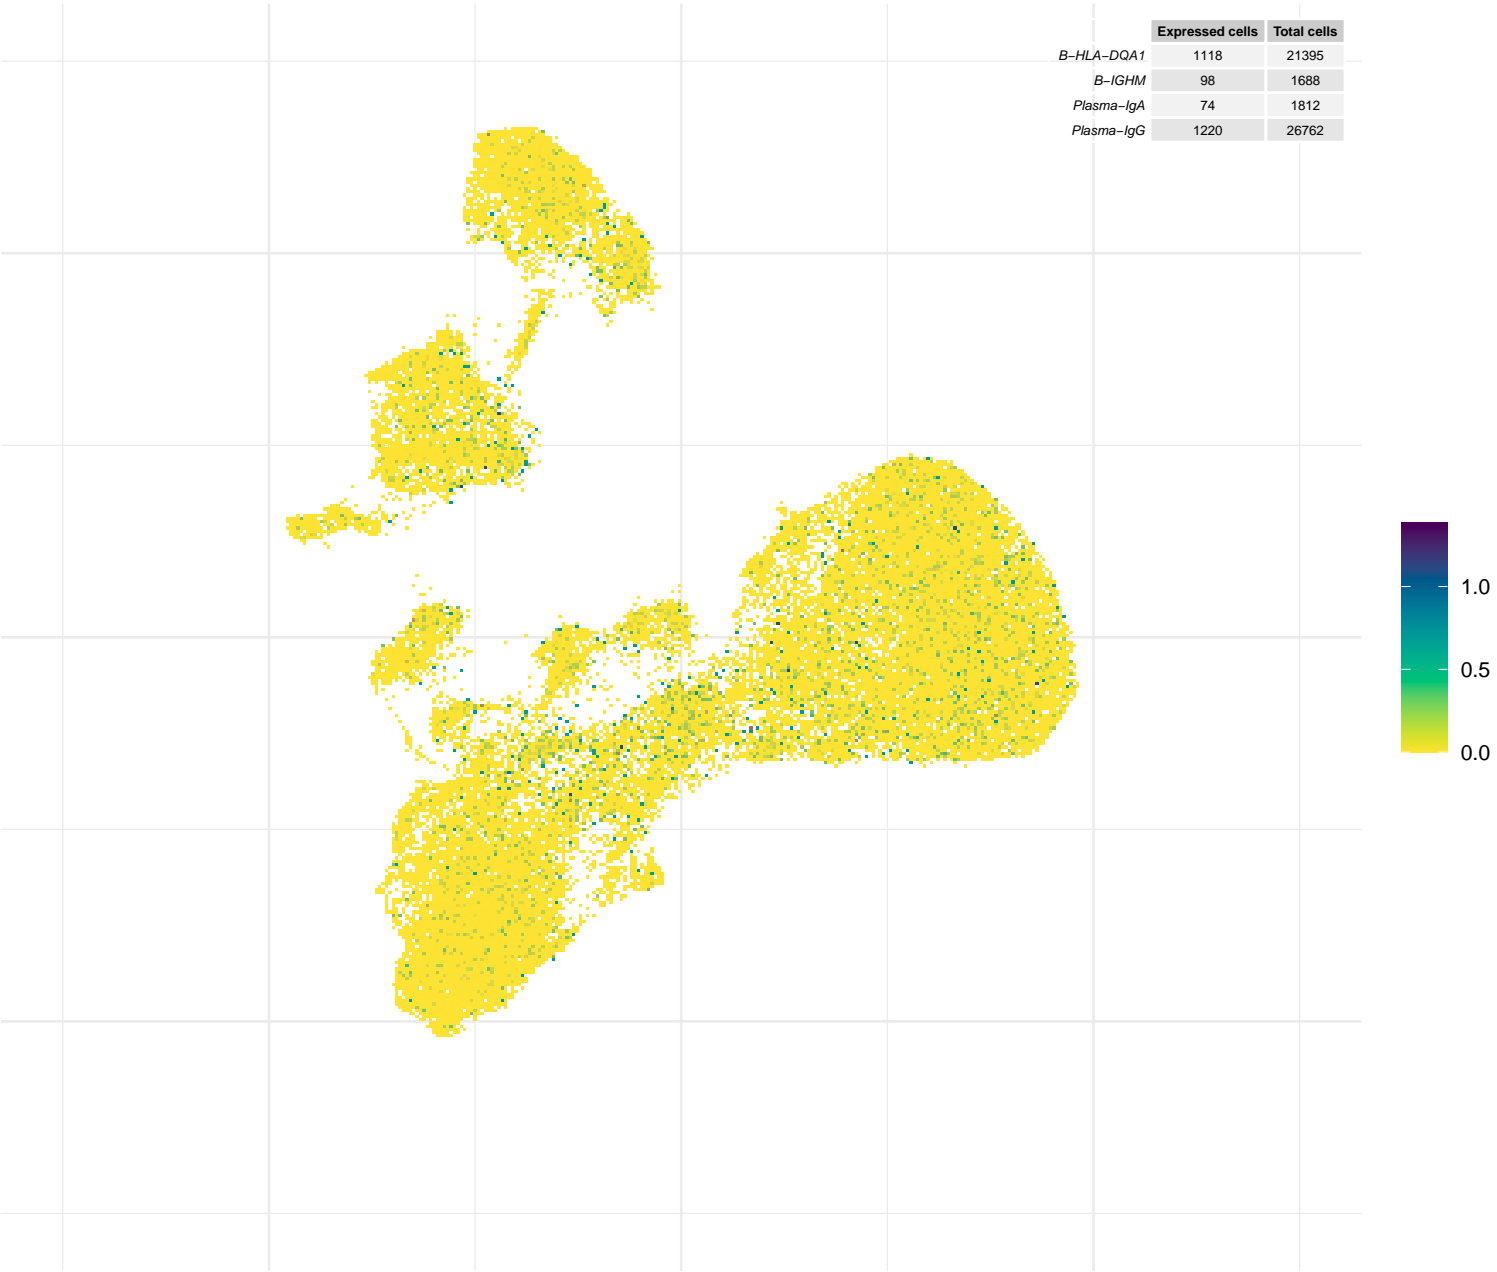 Expressed cells Total cells
B−HLA−DQA1 1118 21395
B−IGHM 98 1688
Plasma−IgA 74 1812
Plasma−IgG 1220 26762
1.0
0.5
0.0